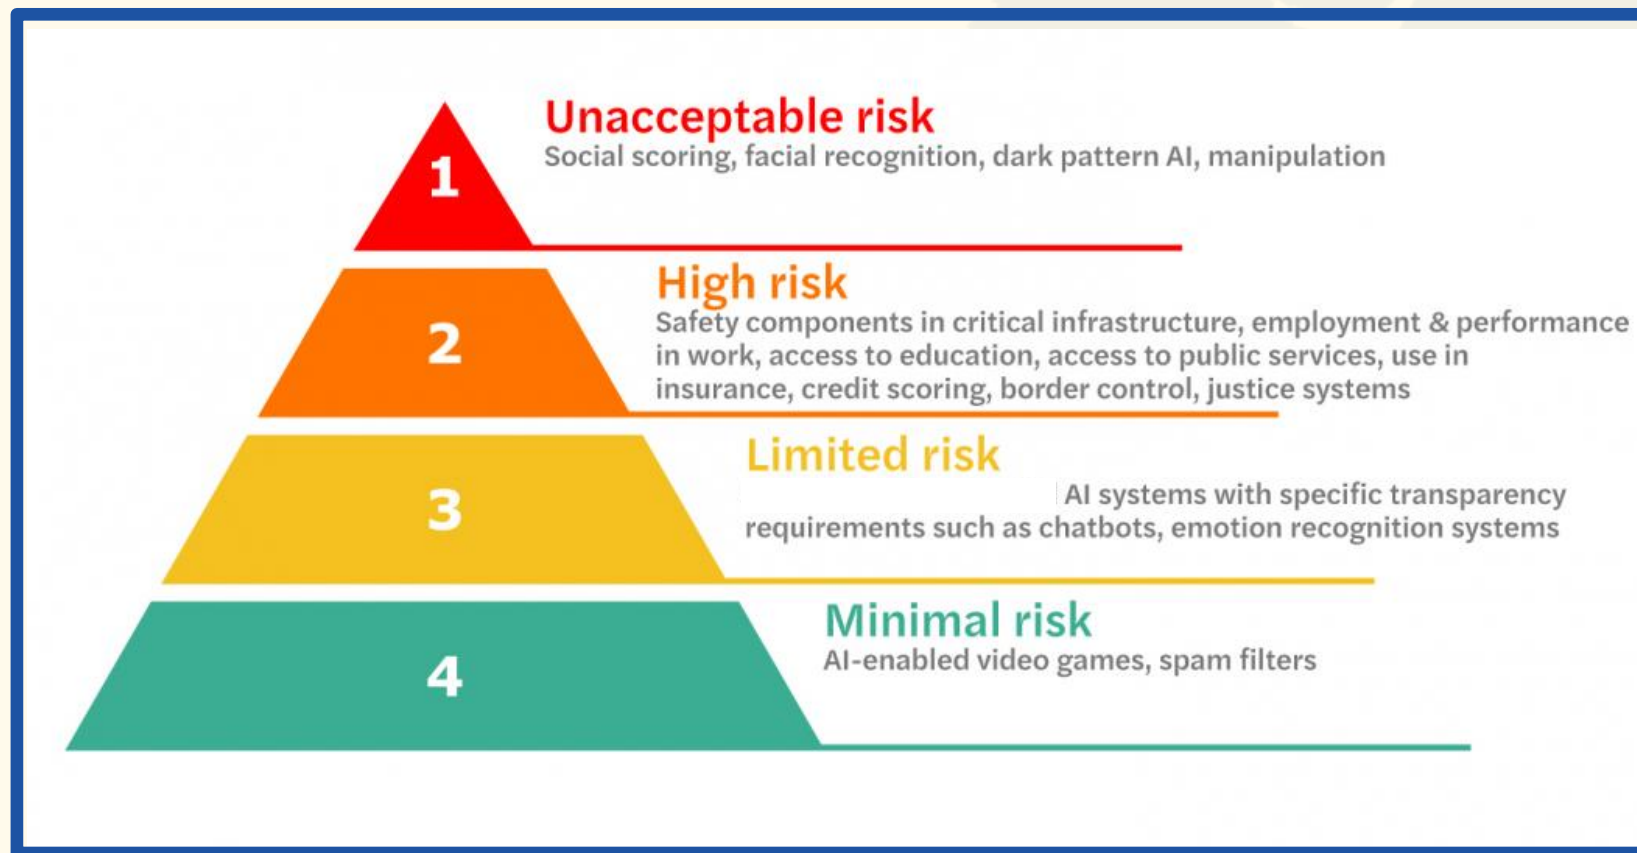 1
Unacceptable risk
Social scoring, facial recognition, dark pattern AI, manipulation
2
High risk
Safety components in critical infrastructure, employment & performance
in work, access to education, access to public services, use in
insurance, credit scoring, border control, justice systems
3
Limited risk
AI systems with specific transparency
requirements such as chatbots, emotion recognition systems
4
Minimal risk
AI-enabled video games, spam filters